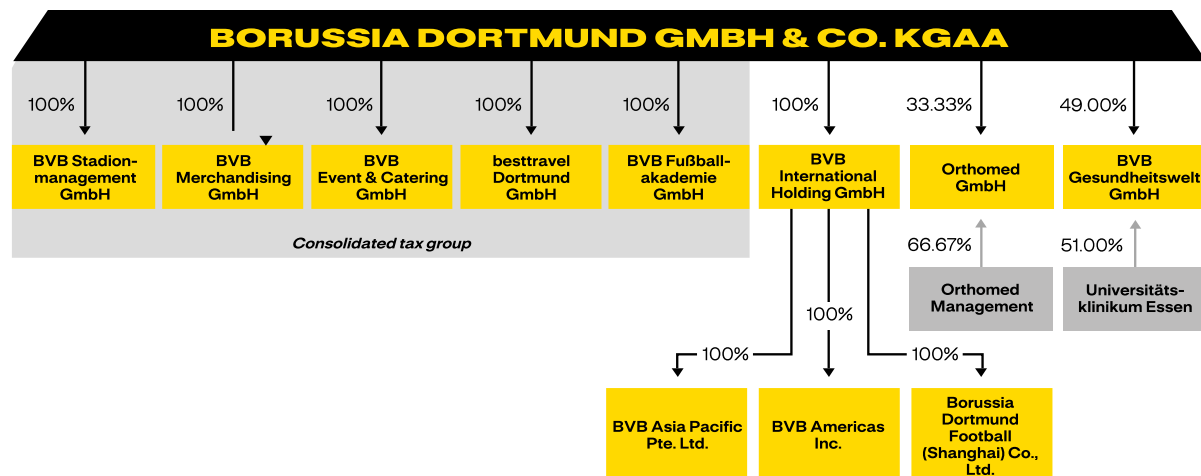 BORUSSIA DORTMUND GMBH & CO. KGAA
100%
100%
100%
100%
100%
100%
33.33%
49.00%
BVB Stadion-
management
GmbH
BVB
Merchandising
GmbH
BVB
Event & Catering
GmbH
besttravel
Dortmund
GmbH
BVB Fußball-
akademie
GmbH
BVB
International
Holding GmbH
Orthomed
GmbH
BVB
Gesundheitswelt
GmbH
Consolidated tax group
66.67%
51.00%
Orthomed
Management
Universitäts-
klinikum Essen
100%
100%
100%
BVB Asia Pacific
Pte. Ltd.
BVB Americas
Inc.
Borussia
Dortmund
Football
(Shanghai) Co.,
Ltd.